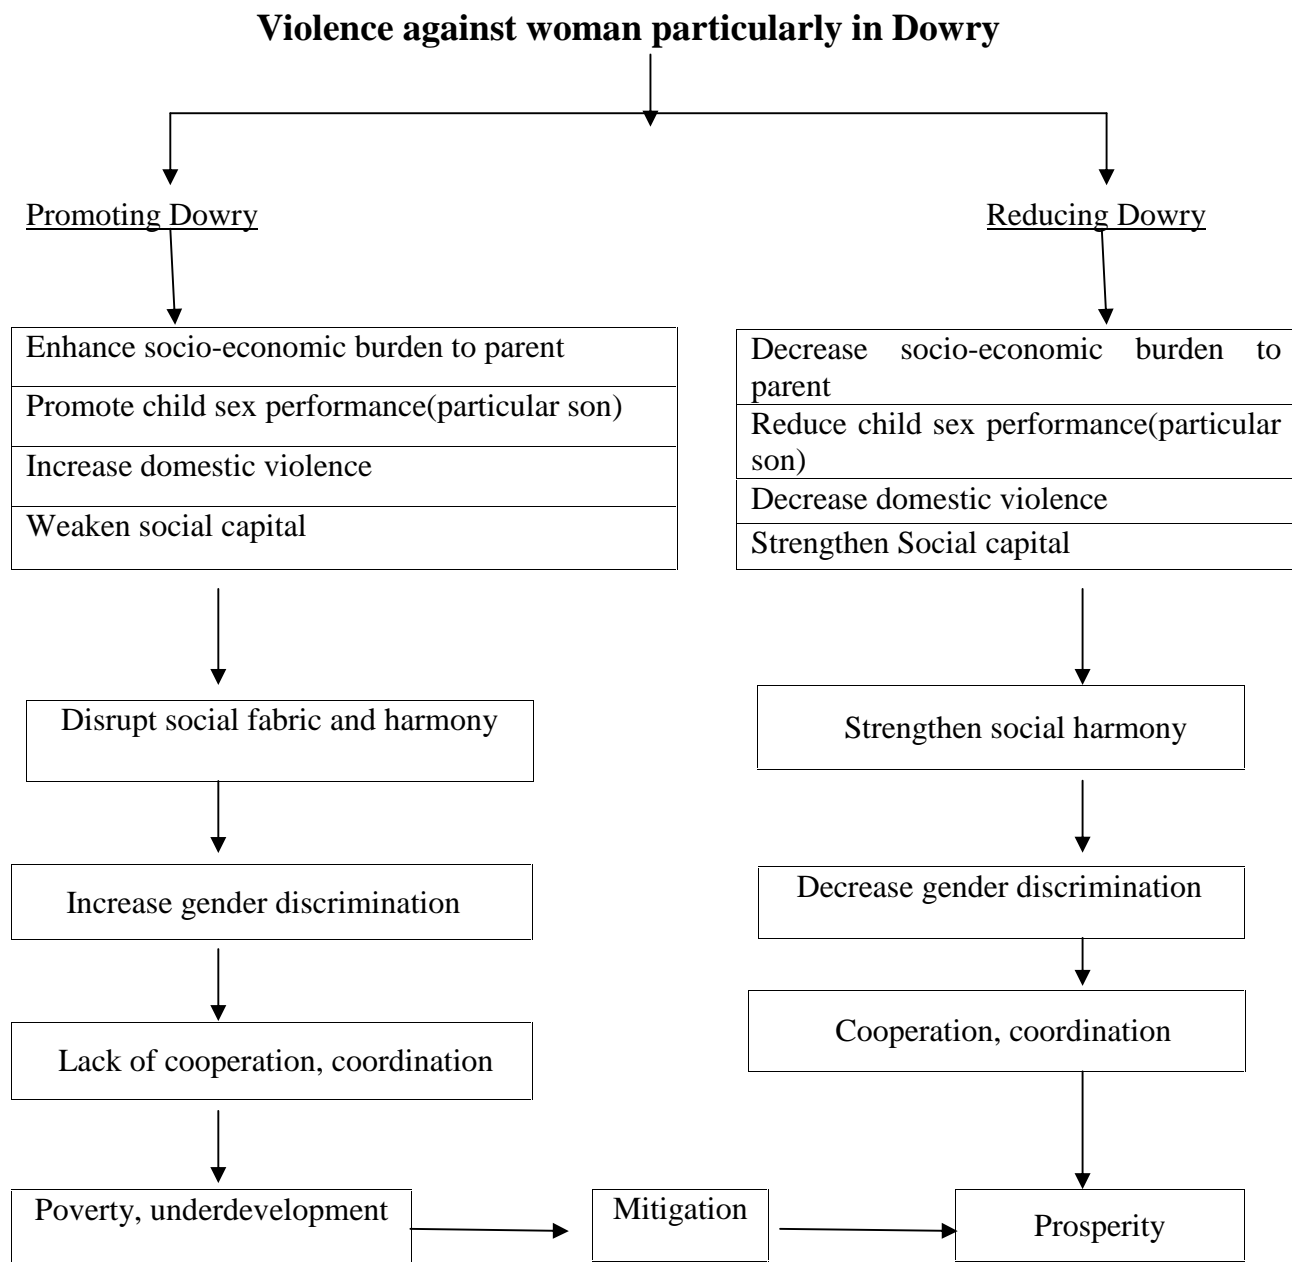 Violence against woman particularly in Dowry
Promoting Dowry
Enhance socio-economic burden to parent
Promote child sex performance(particular son)
Increase domestic violence
Weaken social capital
Disrupt social fabric and harmony
Increase gender discrimination
Lack of cooperation, coordination
Poverty, underdevelopment
Mitigation
Reducing Dowry
Decrease socio-economic burden to
parent
Reduce child sex performance(particular
son)
Decrease domestic violence
Strengthen Social capital
Strengthen social harmony
Decrease gender discrimination
Cooperation, coordination
Prosperity